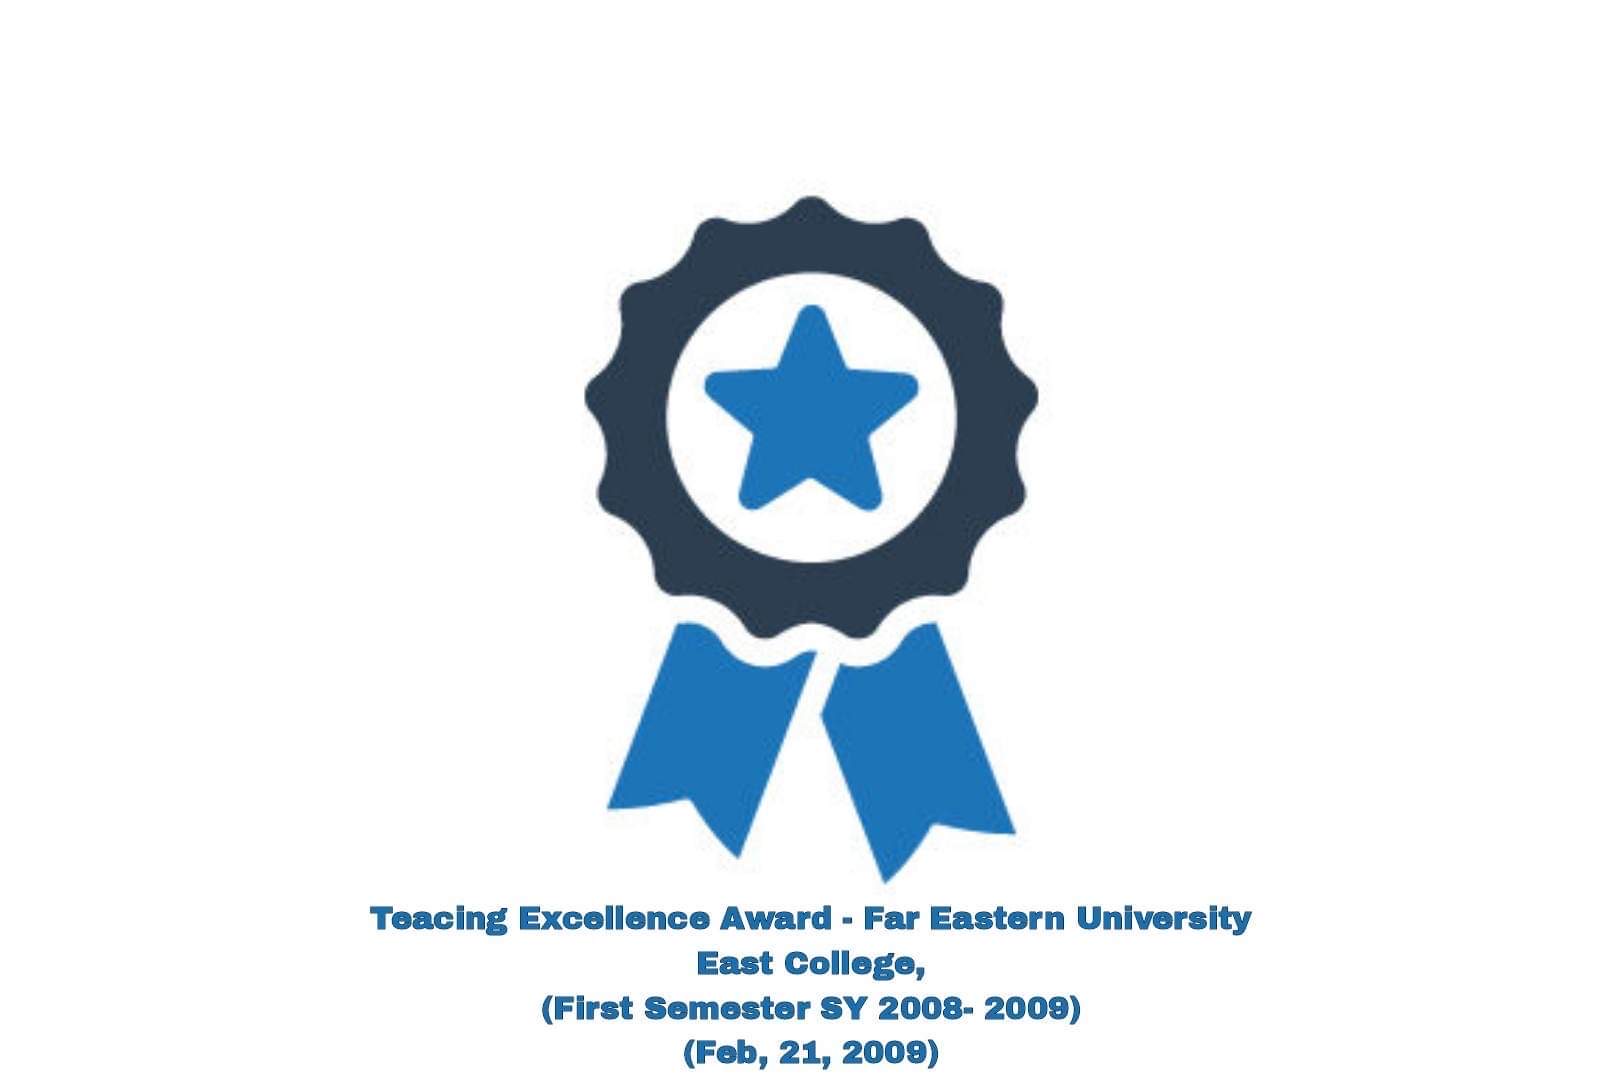 Teacing Excellence Award - Far Eastern University
East College,
(First Semester SY 2008- 2009)
(Feb, 21, 2009)